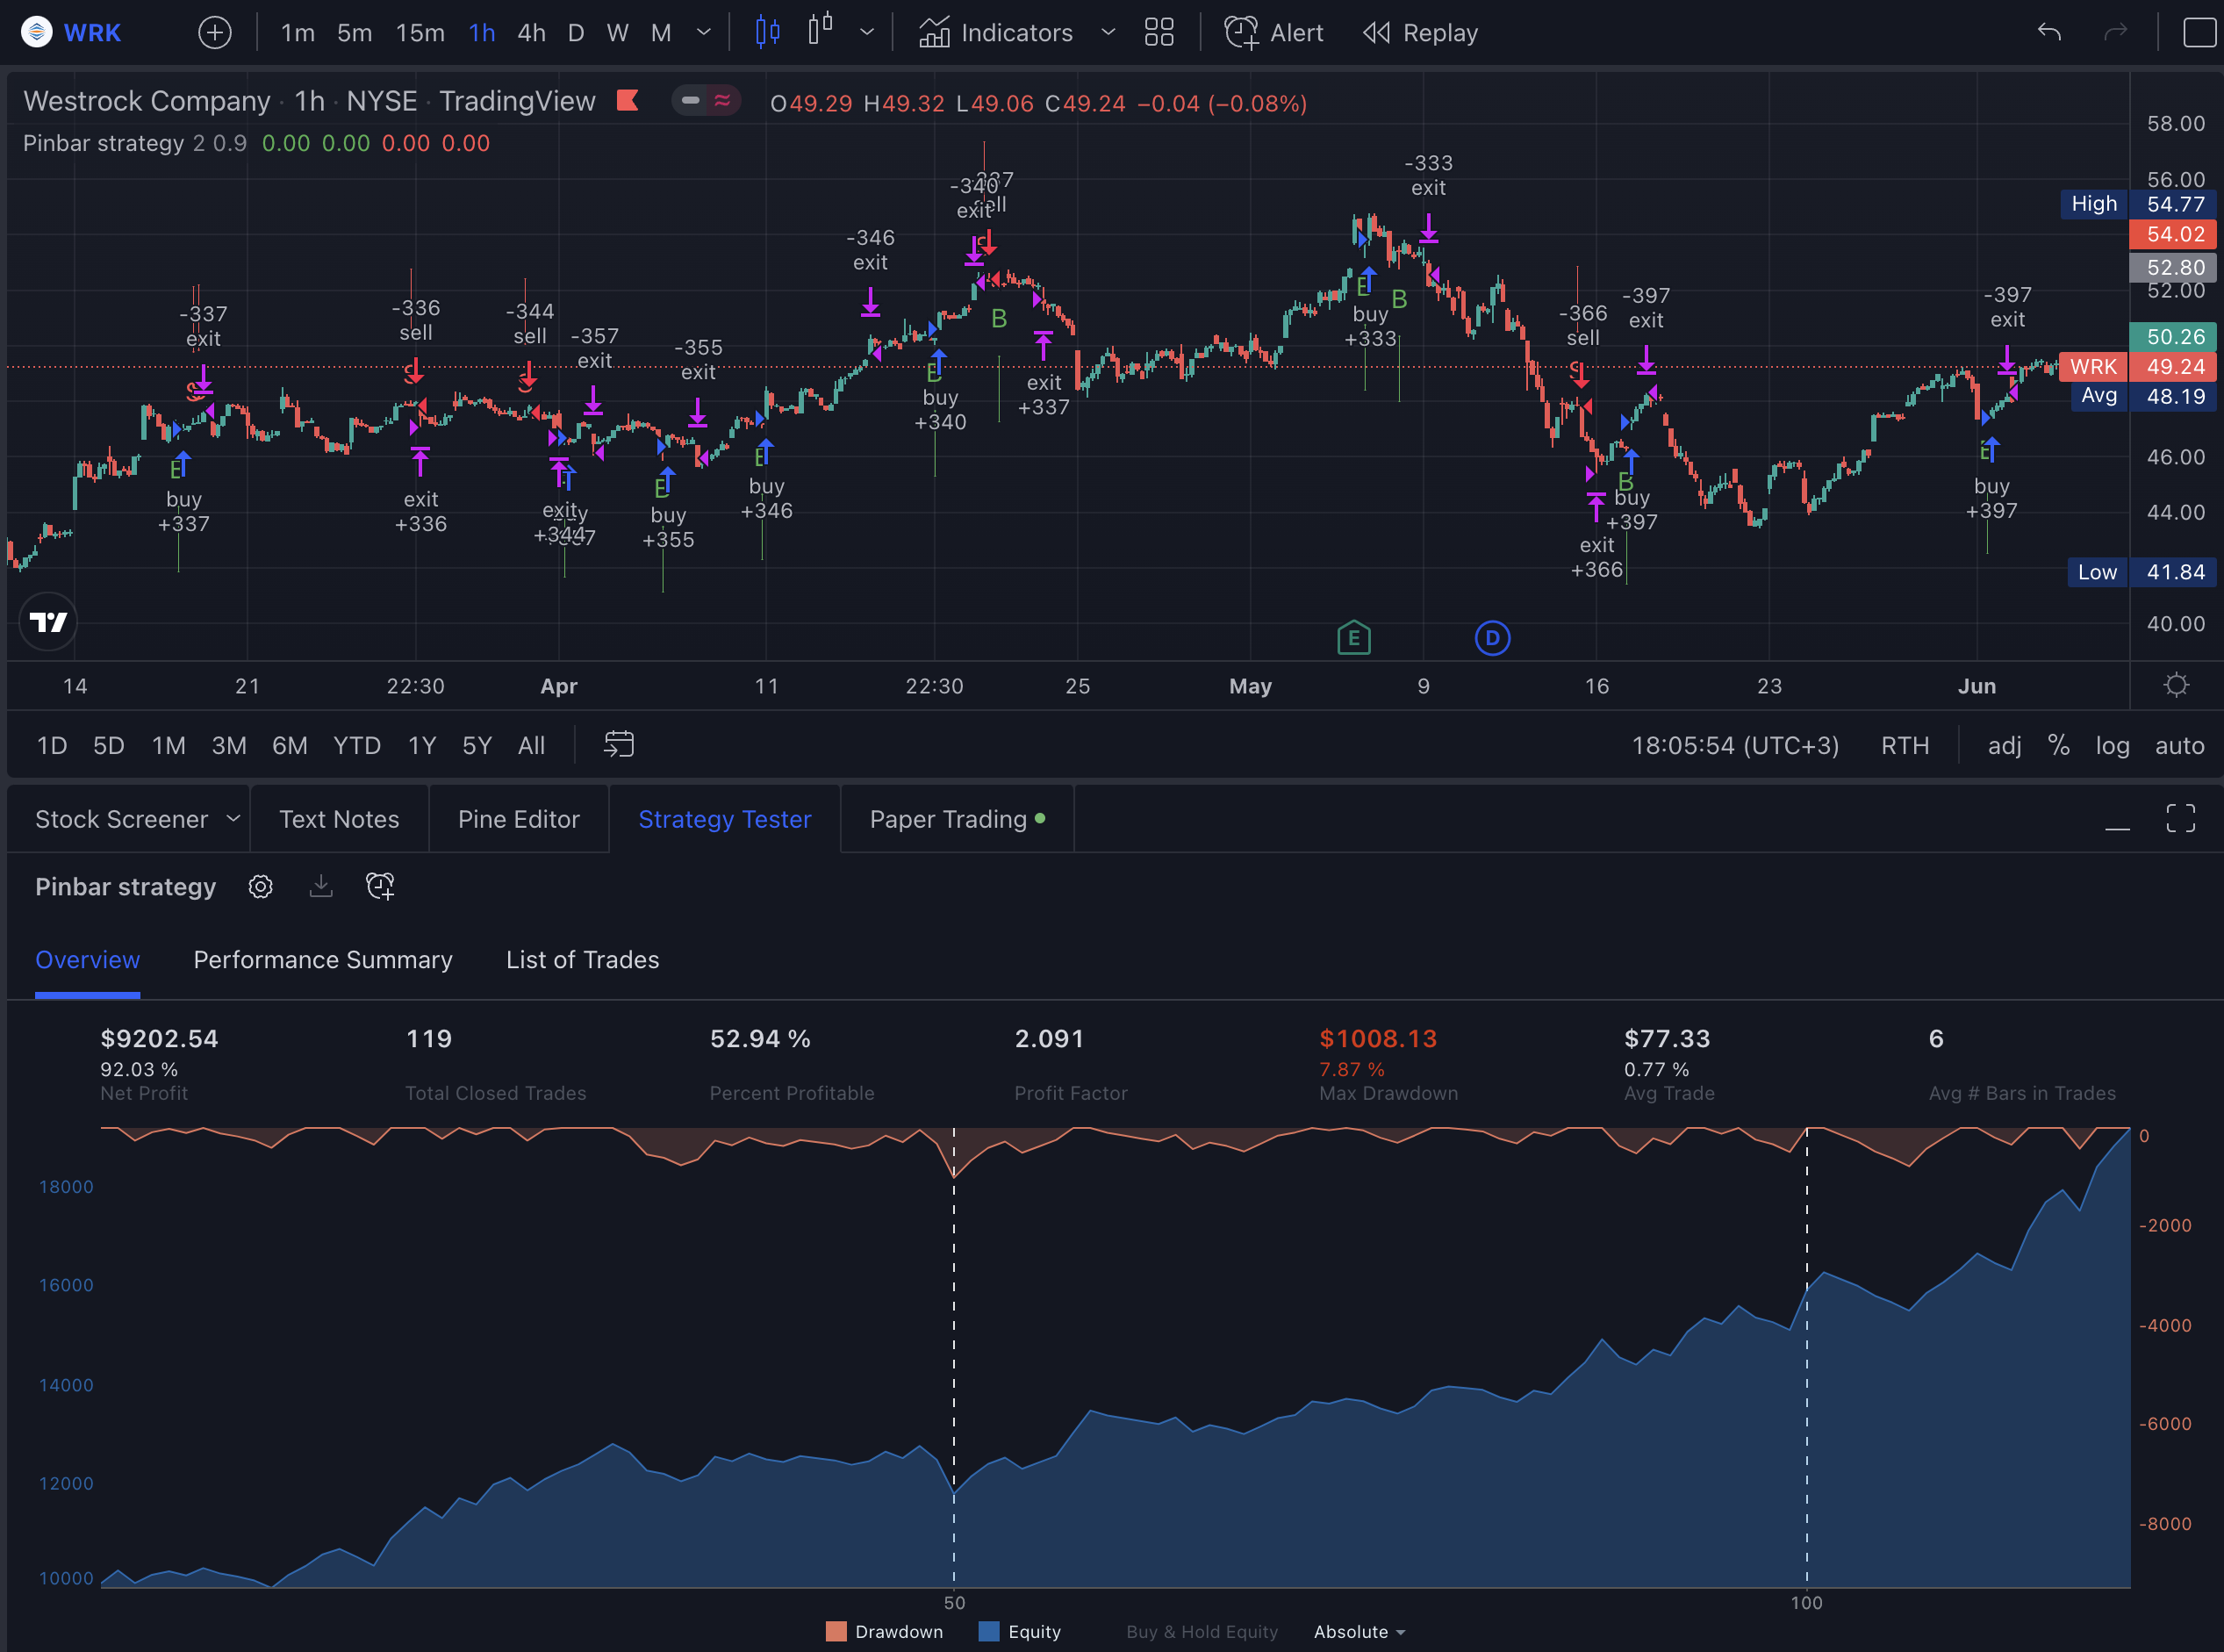 WRK 1m 5m 15m 1h 4h D W M Indicators Alert Replay
Westrock Company · 1h · NYSE · TradingView O49.29 H49.32 L49.06 C49.24 −0.04 (−0.08%)
Pinbar strategy 2 0.9 0.00 0.00 0.00 0.00
58.00
56.00
High 54.77
54.02
52.80
52.00
50.26
WRK 49.24
Avg 48.19
46.00
44.00
Low 41.84
40.00
-337
exit
B
buy
+337
-336
sell
S
exit
+336
-344
sell
S
exit
+344
-357
exit
-355
exit
B
buy
+355
B
buy
+346
-346
exit
B
buy
+340
-340
exit
B
exit
+337
-333
exit
B
buy
+333
B
-366
sell
S
exit
+366
-397
exit
B
buy
+397
-397
exit
B
buy
+397
E D
14 21 22:30 Apr 11 22:30 25 May 9 16 23 Jun
1D 5D 1M 3M 6M YTD 1Y 5Y All 18:05:54 (UTC+3) RTH adj % log auto
Stock Screener Text Notes Pine Editor Strategy Tester Paper Trading
Pinbar strategy
Overview Performance Summary List of Trades
$9202.54 119 52.94 % 2.091 $1008.13 $77.33 6
92.03 % 7.87 % 0.77 %
Net Profit Total Closed Trades Percent Profitable Profit Factor Max Drawdown Avg Trade Avg # Bars in Trades
0
18000
-2000
16000
-4000
14000
-6000
12000
-8000
10000
50 100
Drawdown Equity Buy & Hold Equity Absolute